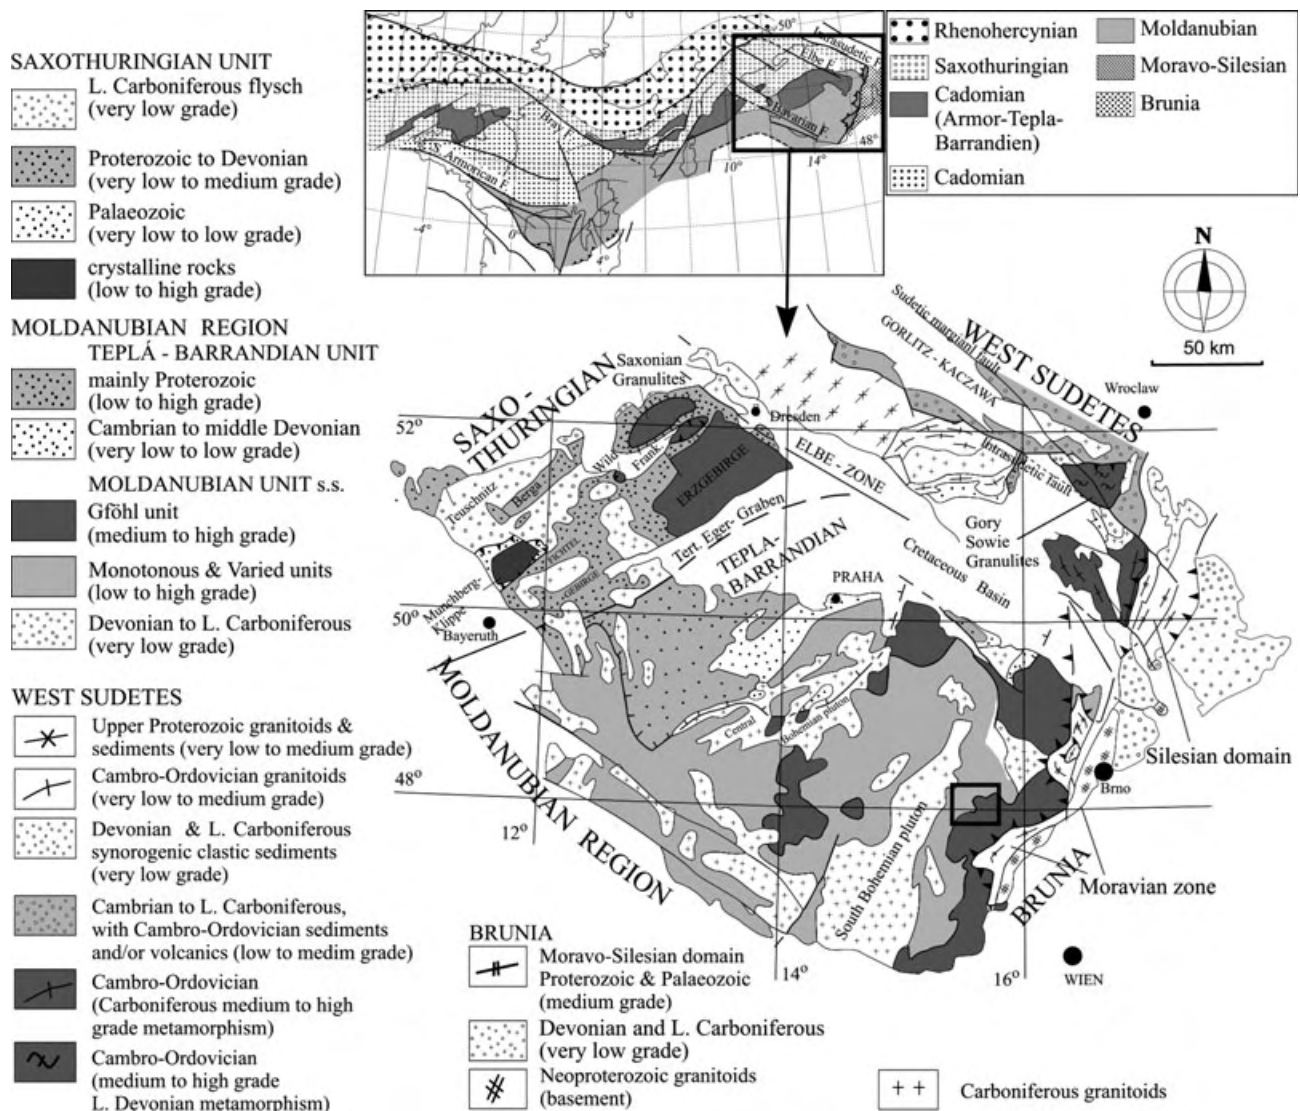 SAXOTHURINGIAN UNIT
L. Carboniferous flysch
(very low grade)
Proterozoic to Devonian
(very low to medium grade)
Palaeozoic
(very low to low grade)
crystalline rocks
(low to high grade)
MOLDANUBIAN REGION
TEPLÁ - BARRANDIAN UNIT
mainly Proterozoic
(low to high grade)
Cambrian to middle Devonian
(very low to low grade)
MOLDANUBIAN UNIT s.s.
Gföhl unit
(medium to high grade)
Monotonous & Varied units
(low to high grade)
Devonian to L. Carboniferous
(very low grade)
WEST SUDETES
Upper Proterozoic granitoids &
sediments (very low to medium grade)
Cambro-Ordovician granitoids
(very low to medium grade)
Devonian & L. Carboniferous
synorogenic clastic sediments
(very low grade)
Cambrian to L. Carboniferous,
with Cambro-Ordovician sediments
and/or volcanics (low to medim grade)
Cambro-Ordovician
(Carboniferous medium to high
grade metamorphism)
Cambro-Ordovician
(medium to high grade
L. Devonian metamorphism)
50°
Intrasudetic F.
Elbe F.
Bavarian F.
Bray F.
S. Armorican F.
48°
14°
10°
-4°
0°
4°
Rhenohercynian
Saxothuringian
Cadomian
(Armor-Tepla-
Barrandien)
Cadomian
Moldanubian
Moravo-Silesian
Brunia
N
50 km
SAXO-
THURINGIAN
Saxonian
Granulites
Dresden
Sudetic margianl fault
GORLITZ - KACZAWA
WEST SUDETES
Wroclaw
52°
Intrasudetic fault
ELBE - ZONE
Wild
Frank
ERZGEBIRGE
Teuschnitz
Berga
Tert. Eger- Graben
TEPLA-
BARRANDIAN
Gory
Sowie
Granulites
Cretaceous Basin
FICHTEL
GEBIRGE
Munchberg-
Klippe
Bayeruth
PRAHA
50°
MOLDANUBIAN REGION
Central
Bohemian pluton
Silesian domain
Brno
48°
12°
South Bohemian pluton
Moravian zone
BRUNIA
14°
16°
WIEN
BRUNIA
Moravo-Silesian domain
Proterozoic & Palaeozoic
(medium grade)
Devonian and L. Carboniferous
(very low grade)
Neoproterozoic granitoids
(basement)
Carboniferous granitoids